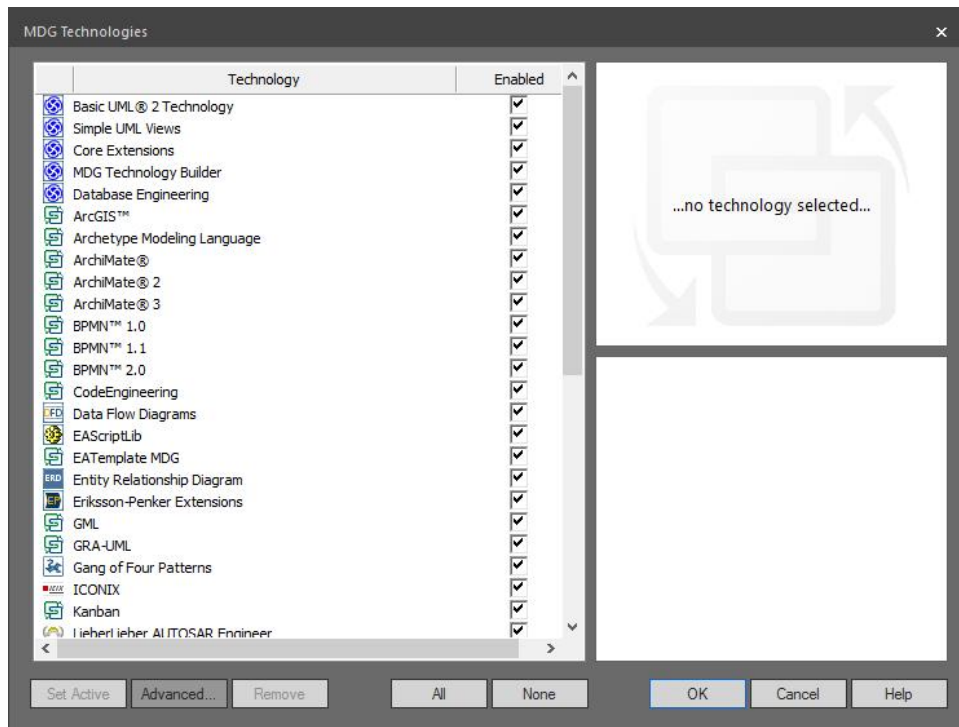 MDG Technologies
Technology Enabled
Basic UML® 2 Technology
Simple UML Views
Core Extensions
MDG Technology Builder
Database Engineering
ArcGIS™
Archetype Modeling Language
ArchiMate®
ArchiMate® 2
ArchiMate® 3
BPMN™ 1.0
BPMN™ 1.1
BPMN™ 2.0
CodeEngineering
DFD Data Flow Diagrams
EAScriptLib
EATemplate MDG
ERD Entity Relationship Diagram
EP Eriksson-Penker Extensions
GML
GRA-UML
Gang of Four Patterns
ICONIX
Kanban
LieberLieber AUTOSAR Engineer
...no technology selected...
Set Active Advanced... Remove All None OK Cancel Help